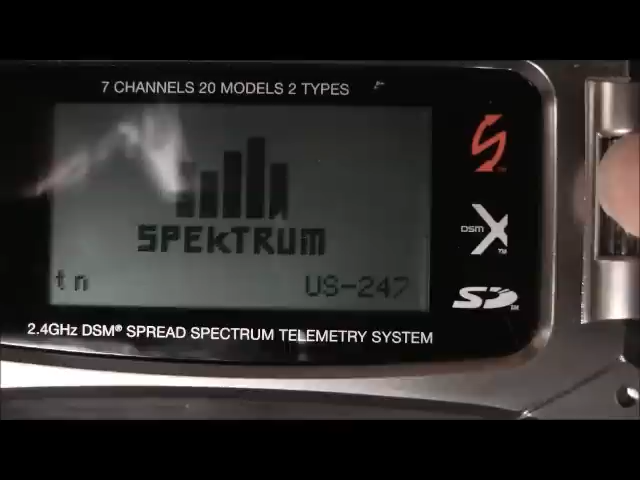 7 CHANNELS 20 MODELS 2 TYPES
SPEKTRUM
tn US-247
DSM X ™
SD
2.4GHz DSM® SPREAD SPECTRUM TELEMETRY SYSTEM